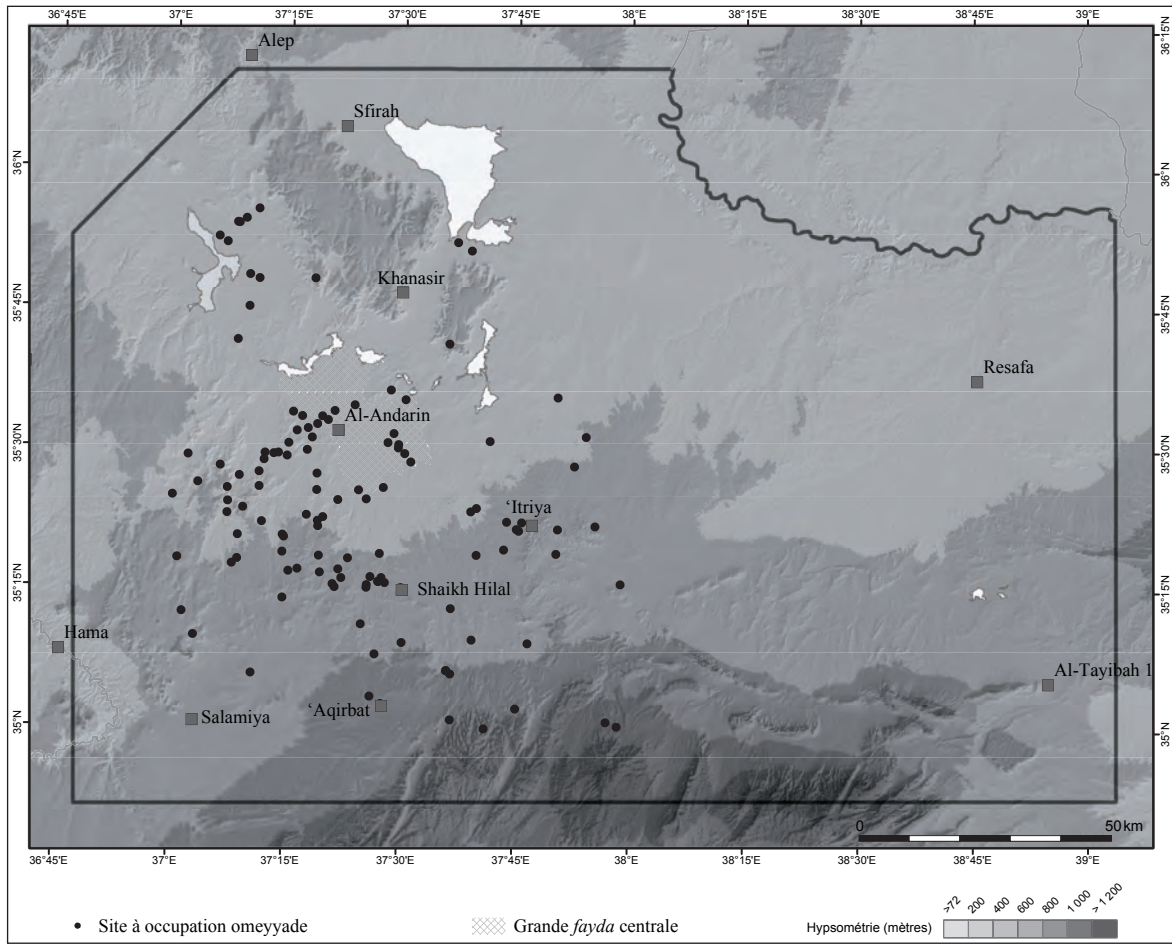 36°45'E 37°E 37°15'E 37°30'E 37°45'E 38°E 38°15'E 38°30'E 38°45'E 39°E
36°15'N
Alep
Sfirah
36°N
36°N
Khanasir
35°45'N
35°45'N
Resafa
Al-Andarin
35°30'N
35°30'N
‘Itriya
Shaikh Hilal
35°15'N
35°15'N
Hama
Al-Tayibah 1
‘Aqirbat
Salamiya
35°N
35°N
0 50 km
36°45'E 37°E 37°15'E 37°30'E 37°45'E 38°E 38°15'E 38°30'E 38°45'E 39°E
Site à occupation omeyyade
Grande fayda centrale
Hypsométrie (mètres)
>72 200 400 600 800 1 000 > 1 200